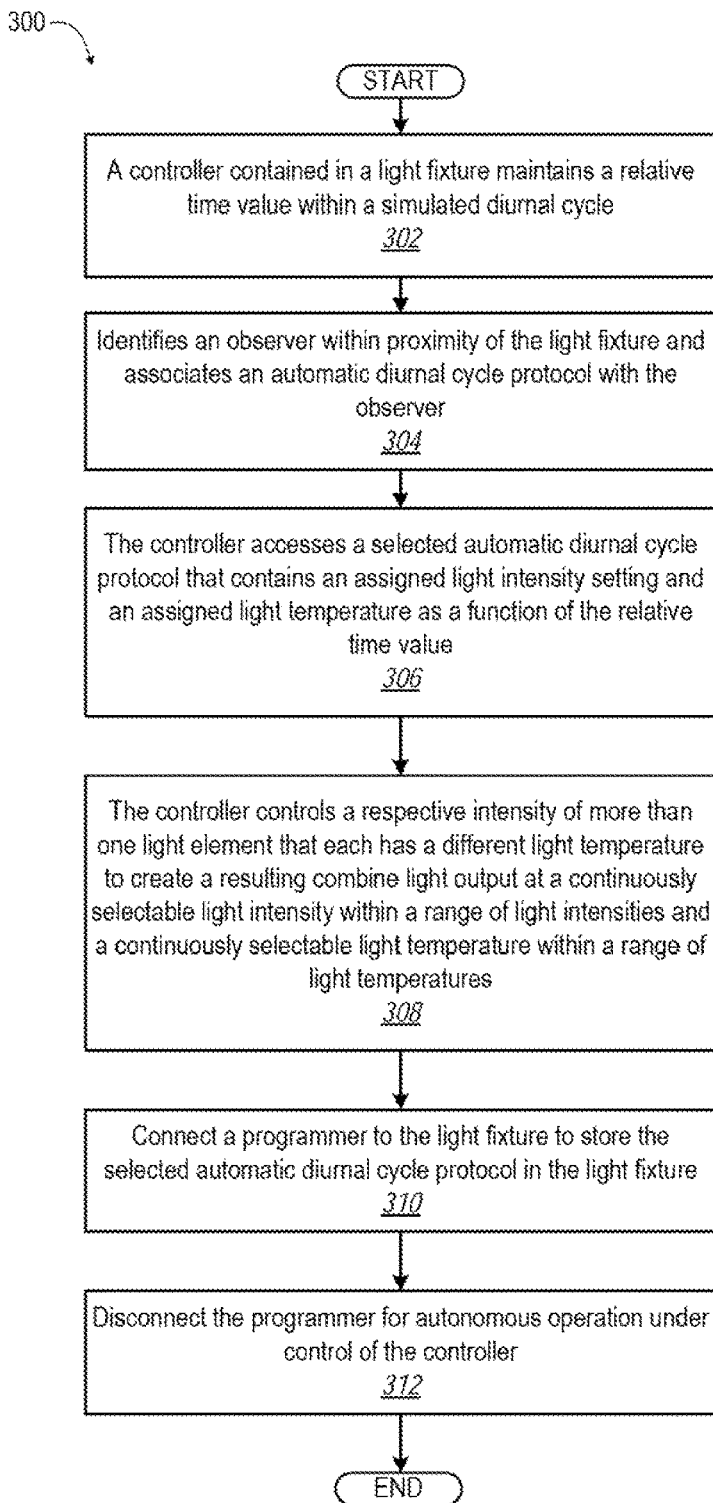 300
START
A controller contained in a light fixture maintains a relative
time value within a simulated diurnal cycle
302
Identifies an observer within proximity of the light fixture and
associates an automatic diurnal cycle protocol with the
observer
304
The controller accesses a selected automatic diurnal cycle
protocol that contains an assigned light intensity setting and
an assigned light temperature as a function of the relative
time value
306
The controller controls a respective intensity of more than
one light element that each has a different light temperature
to create a resulting combine light output at a continuously
selectable light intensity within a range of light intensities and
a continuously selectable light temperature within a range of
light temperatures
308
Connect a programmer to the light fixture to store the
selected automatic diurnal cycle protocol in the light fixture
310
Disconnect the programmer for autonomous operation under
control of the controller
312
END